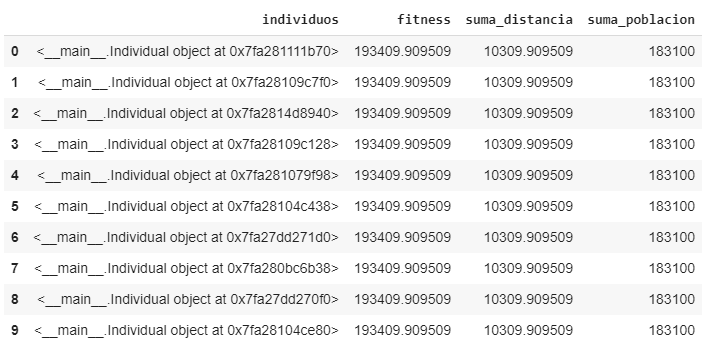 individuos fitness suma_distancia suma_poblacion
0 <__main__.Individual object at 0x7fa281111b70> 193409.909509 10309.909509 183100
1 <__main__.Individual object at 0x7fa28109c7f0> 193409.909509 10309.909509 183100
2 <__main__.Individual object at 0x7fa2814d8940> 193409.909509 10309.909509 183100
3 <__main__.Individual object at 0x7fa28109c128> 193409.909509 10309.909509 183100
4 <__main__.Individual object at 0x7fa281079f98> 193409.909509 10309.909509 183100
5 <__main__.Individual object at 0x7fa28104c438> 193409.909509 10309.909509 183100
6 <__main__.Individual object at 0x7fa27dd271d0> 193409.909509 10309.909509 183100
7 <__main__.Individual object at 0x7fa280bc6b38> 193409.909509 10309.909509 183100
8 <__main__.Individual object at 0x7fa27dd270f0> 193409.909509 10309.909509 183100
9 <__main__.Individual object at 0x7fa28104ce80> 193409.909509 10309.909509 183100